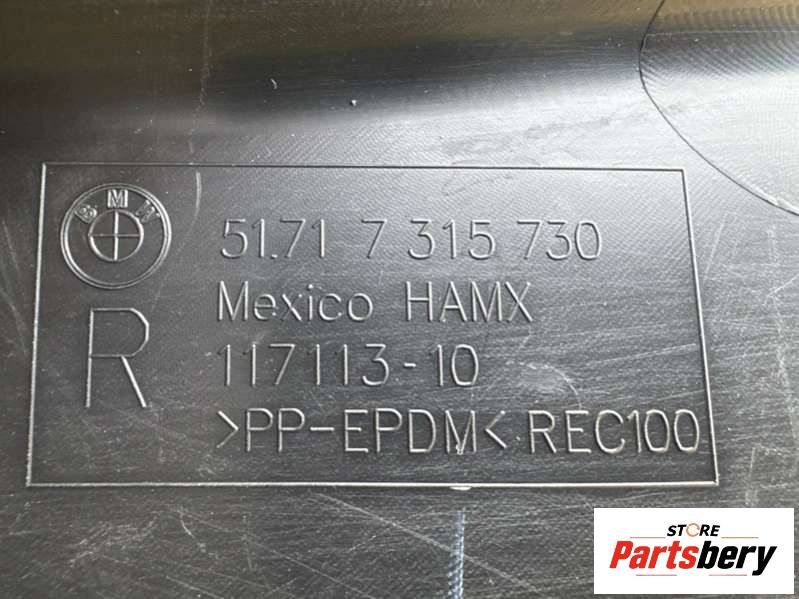 BMW
51.71 7 315 730
Mexico HAMX
R
117113-10
>PP-EPDM< REC100
STORE
Partsbery